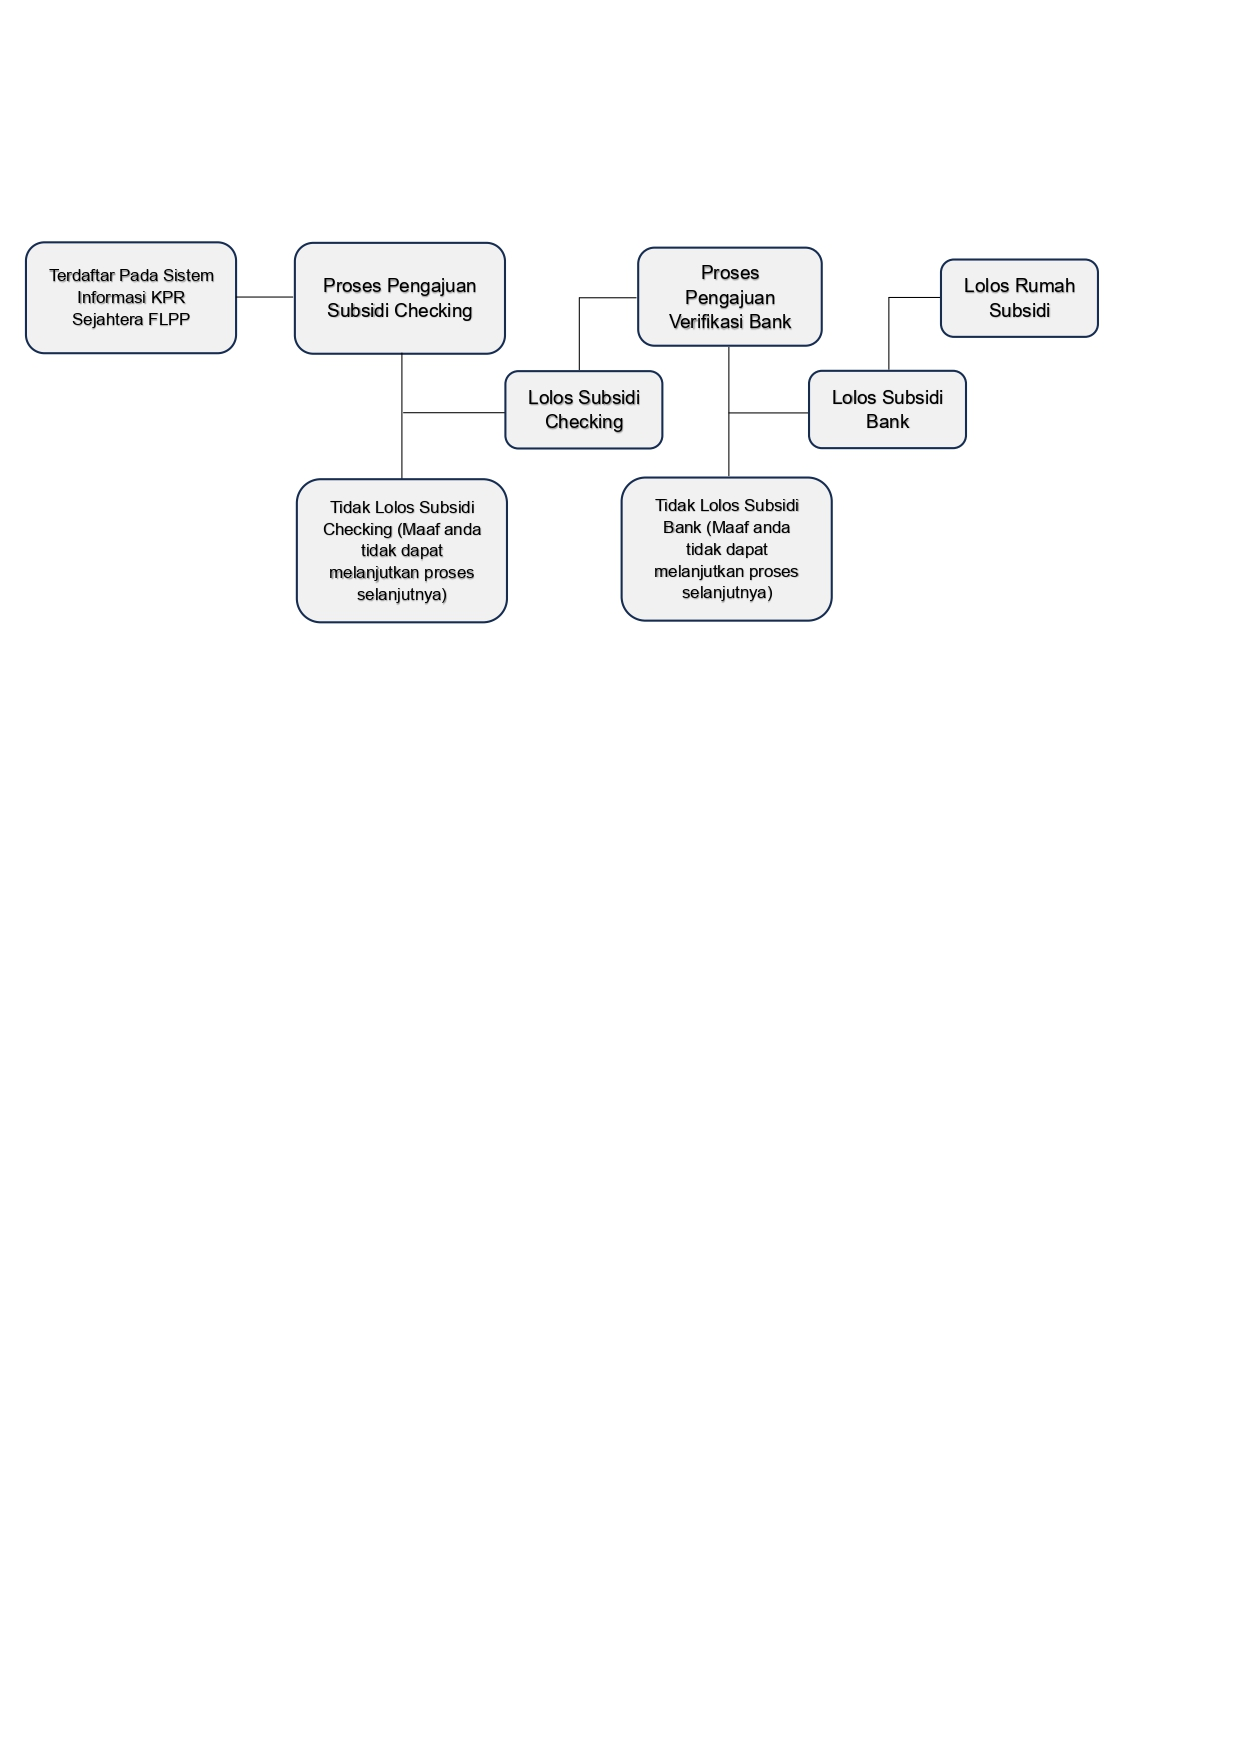 Terdaftar Pada Sistem
Informasi KPR
Sejahtera FLPP
Proses Pengajuan
Subsidi Checking
Proses
Pengajuan
Verifikasi Bank
Lolos Rumah
Subsidi
Lolos Subsidi
Checking
Lolos Subsidi
Bank
Tidak Lolos Subsidi
Checking (Maaf anda
tidak dapat
melanjutkan proses
selanjutnya)
Tidak Lolos Subsidi
Bank (Maaf anda
tidak dapat
melanjutkan proses
selanjutnya)